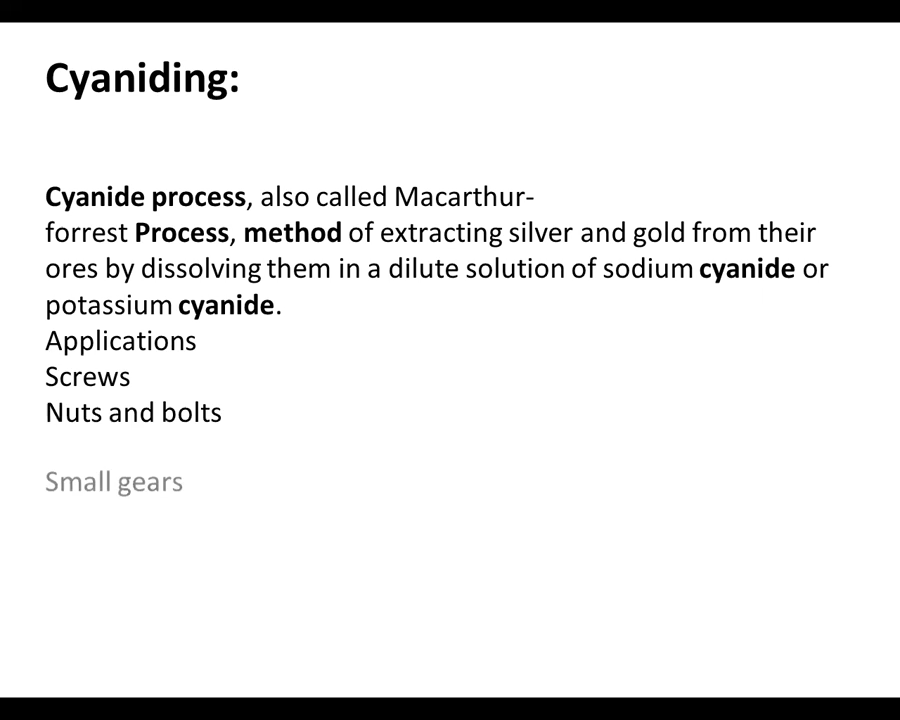 Cyaniding:
Cyanide process, also called Macarthur-
forrest Process, method of extracting silver and gold from their
ores by dissolving them in a dilute solution of sodium cyanide or
potassium cyanide.
Applications
Screws
Nuts and bolts
Small gears